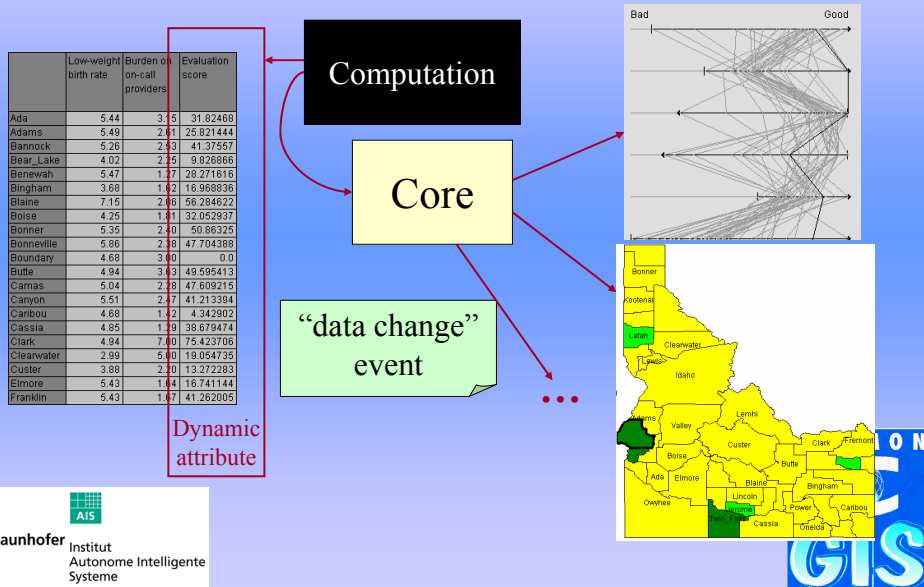 Low-weight birth rate
Burden on on-call providers
Evaluation score
Ada 5.44 3.15 31.82468
Adams 5.49 2.61 25.821444
Bannock 5.26 2.53 41.37557
Bear_Lake 4.02 2.25 9.826866
Benewah 5.47 1.27 28.271616
Bingham 3.68 1.62 16.968836
Blaine 7.15 2.06 56.284622
Boise 4.25 1.81 32.052937
Bonner 5.35 2.40 50.86325
Bonneville 5.86 2.38 47.704388
Boundary 4.68 3.00 0.0
Butte 4.94 3.63 49.595413
Camas 5.04 2.28 47.609215
Canyon 5.51 2.47 41.213394
Caribou 4.68 1.42 4.342902
Cassia 4.85 1.29 38.679474
Clark 4.94 7.00 75.423706
Clearwater 2.99 5.00 19.054735
Custer 3.88 2.20 13.272283
Elmore 5.43 1.64 16.741144
Franklin 5.43 1.67 41.262005
Dynamic
attribute
Computation
Core
“data change”
event
...
Bad Good
Bonner
Kootenai
Latah
Clearwater
Lewis
Idaho
Adams
Valley
Lemhi
Custer
Clark
Fremont
Boise
Butte
Ada
Elmore
Blaine
Bingham
Owyhee
Lincoln
Jerome
Power
Caribou
Twin_Falls
Cassia
Oneida
AIS
aunhofer
Institut
Autonome Intelligente
Systeme
O N
C
GIS